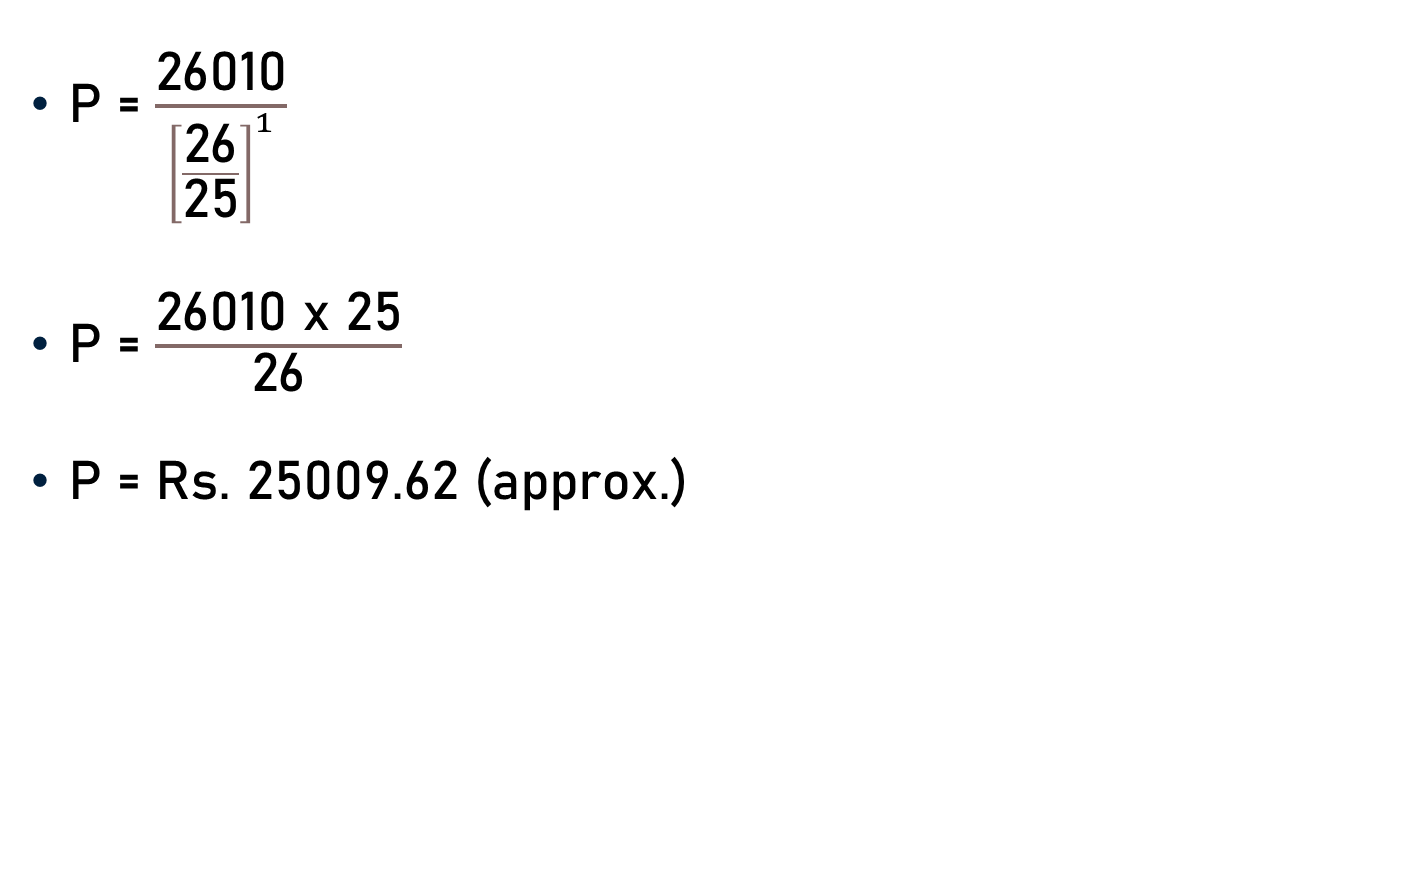 • P = 26010
[26
25]¹
• P = 26010 x 25
26
• P = Rs. 25009.62 (approx.)